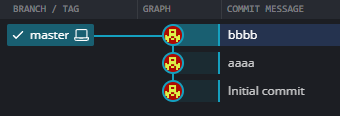 BRANCH / TAG GRAPH COMMIT MESSAGE
master bbbb
aaaa
Initial commit